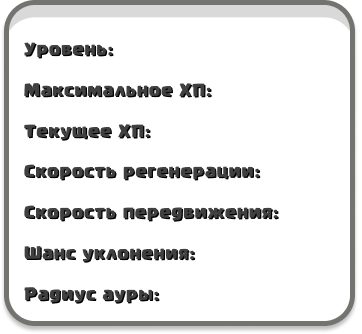 Уровень:
Максимальное ХП:
Текущее ХП:
Скорость регенерации:
Скорость передвижения:
Шанс уклонения:
Радиус ауры: